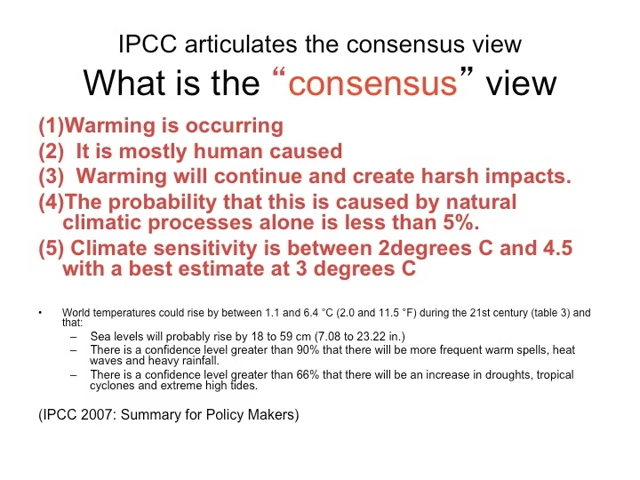 IPCC articulates the consensus view
What is the “consensus” view
(1)Warming is occurring
(2)  It is mostly human caused
(3)  Warming will continue and create harsh impacts.
(4)The probability that this is caused by natural
climatic processes alone is less than 5%.
(5) Climate sensitivity is between 2degrees C and 4.5
with a best estimate at 3 degrees C
• World temperatures could rise by between 1.1 and 6.4 °C (2.0 and 11.5 °F) during the 21st century (table 3) and
that:
– Sea levels will probably rise by 18 to 59 cm (7.08 to 23.22 in.)
– There is a confidence level greater than 90% that there will be more frequent warm spells, heat
waves and heavy rainfall.
– There is a confidence level greater than 66% that there will be an increase in droughts, tropical
cyclones and extreme high tides.
(IPCC 2007: Summary for Policy Makers)